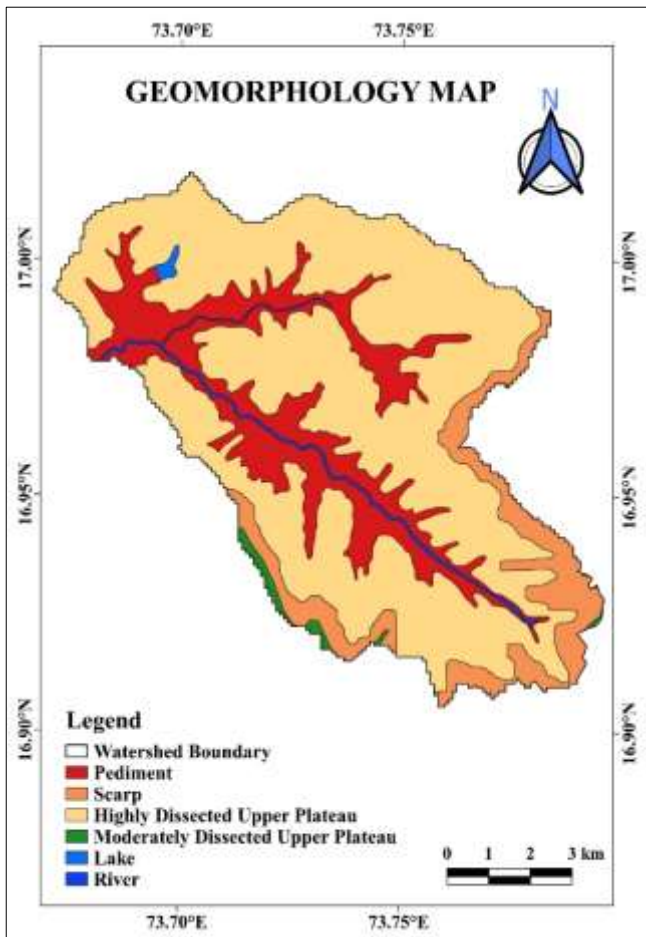 73.70°E 73.75°E
GEOMORPHOLOGY MAP
N
17.00°N 17.00°N
16.95°N 16.95°N
16.90°N 16.90°N
Legend
Watershed Boundary
Pediment
Scarp
Highly Dissected Upper Plateau
Moderately Dissected Upper Plateau
Lake
River
0 1 2 3 km
73.70°E 73.75°E